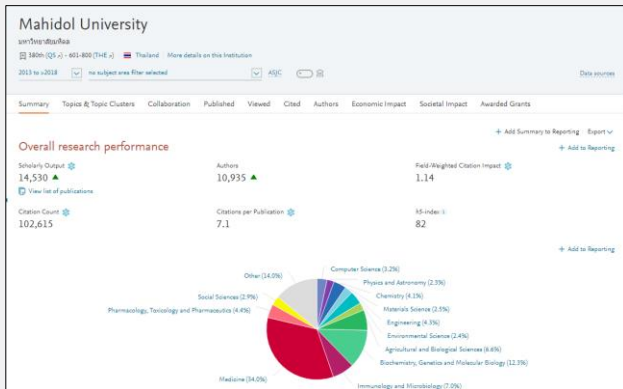 Mahidol University
มหาวิทยาลัยมหิดล
380th (QS) - 601-800 (THE) Thailand More details on this Institution
2013 to >2018 no subject area filter selected ASJC Data sources
Summary Topics & Topic Clusters Collaboration Published Viewed Cited Authors Economic Impact Societal Impact Awarded Grants
+ Add Summary to Reporting Export
Overall research performance + Add to Reporting
Scholarly Output Authors Field-Weighted Citation Impact
14,530 10,935 1.14
View list of publications
Citation Count Citations per Publication h5-index
102,615 7.1 82
+ Add to Reporting
Computer Science (3.2%)
Other (14.0%)
Physics and Astronomy (2.3%)
Chemistry (4.1%)
Social Sciences (2.9%)
Materials Science (2.5%)
Pharmacology, Toxicology and Pharmaceutics (4.4%)
Engineering (4.3%)
Environmental Science (2.4%)
Agricultural and Biological Sciences (6.6%)
Biochemistry, Genetics and Molecular Biology (12.3%)
Medicine (34.0%)
Immunology and Microbiology (7.0%)